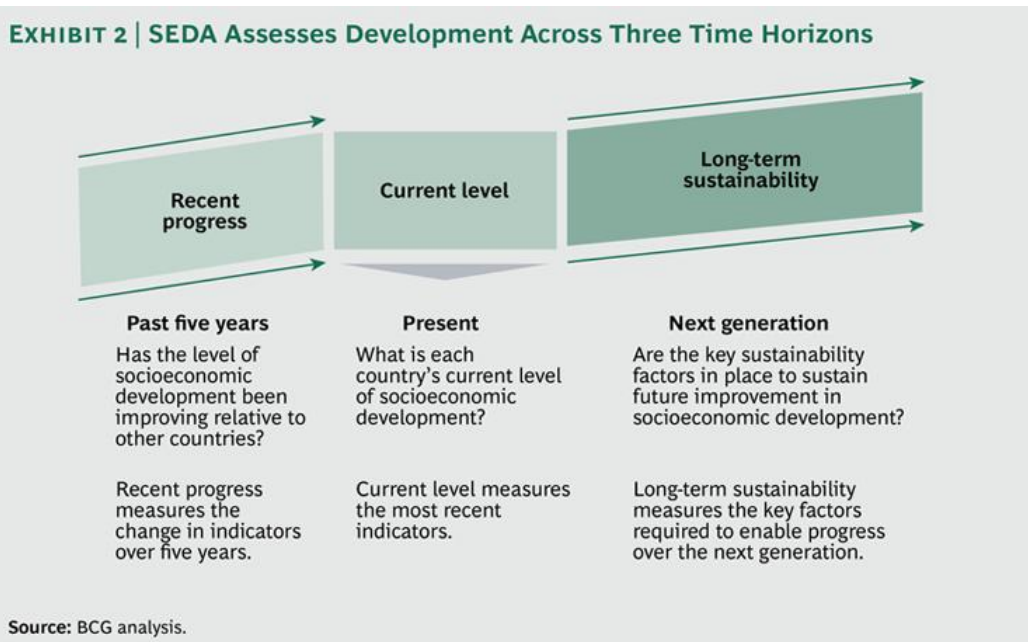 EXHIBIT 2 | SEDA Assesses Development Across Three Time Horizons
Recent
progress
Current level
Long-term
sustainability
Past five years
Has the level of
socioeconomic
development been
improving relative to
other countries?
Recent progress
measures the
change in indicators
over five years.
Present
What is each
country's current level
of socioeconomic
development?
Current level measures
the most recent
indicators.
Next generation
Are the key sustainability
factors in place to sustain
future improvement in
socioeconomic development?
Long-term sustainability
measures the key factors
required to enable progress
over the next generation.
Source: BCG analysis.